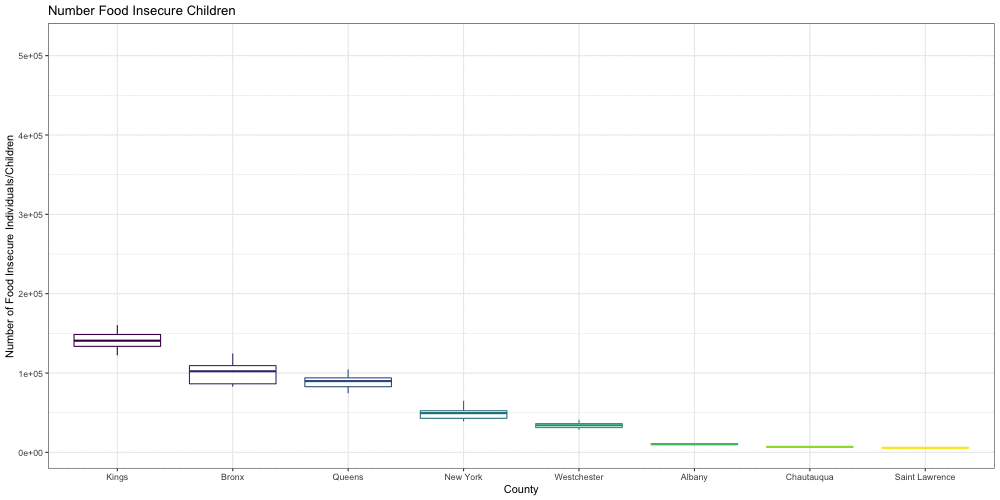 Number Food Insecure Children
Number of Food Insecure Individuals/Children
5e+05
4e+05
3e+05
2e+05
1e+05
0e+00
Kings Bronx Queens New York Westchester Albany Chautauqua Saint Lawrence
County